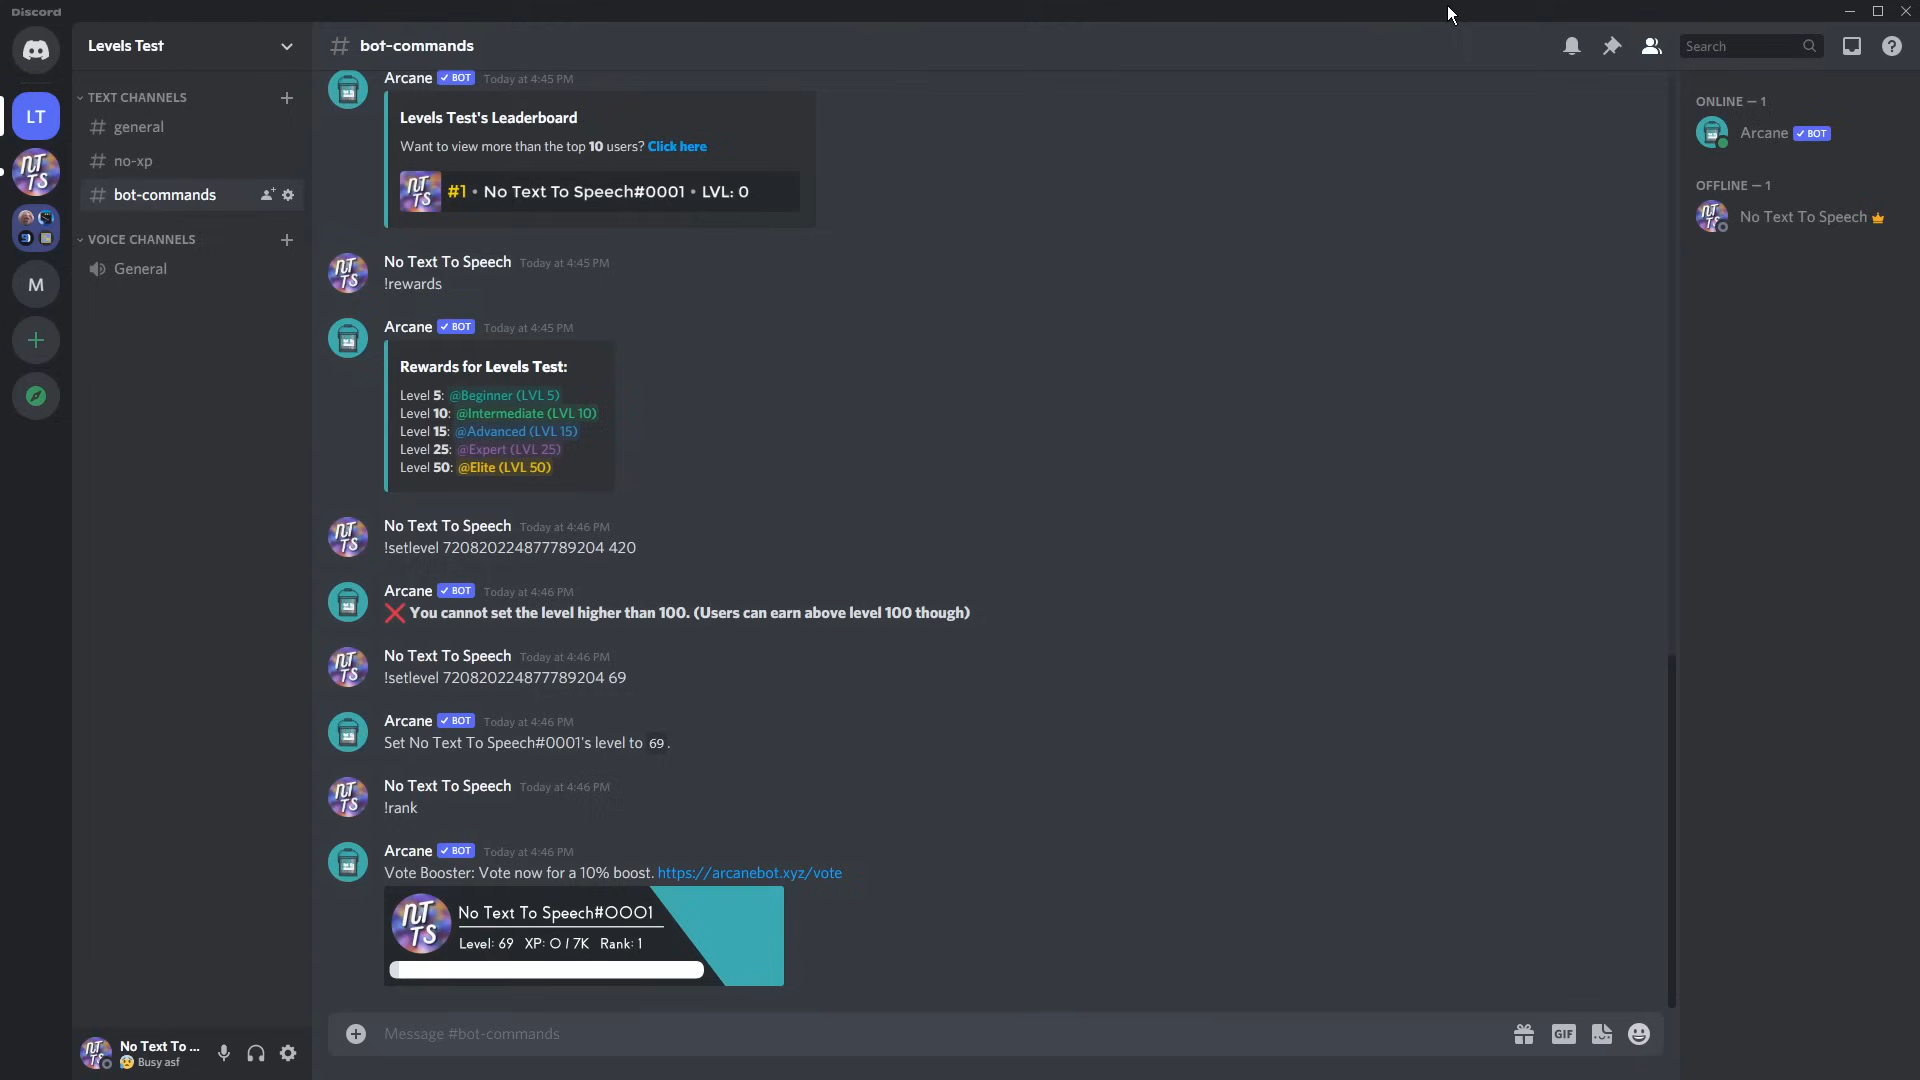 Discord
LT
M
Levels Test
TEXT CHANNELS
general
no-xp
bot-commands
VOICE CHANNELS
General
No Text To ...
Busy asf
# bot-commands
Search
Arcane ✓ BOT Today at 4:45 PM
Levels Test's Leaderboard
Want to view more than the top 10 users? Click here
#1 • No Text To Speech#0001 • LVL: 0
No Text To Speech Today at 4:45 PM
!rewards
Arcane ✓ BOT Today at 4:45 PM
Rewards for Levels Test:
Level 5: @Beginner (LVL 5)
Level 10: @Intermediate (LVL 10)
Level 15: @Advanced (LVL 15)
Level 25: @Expert (LVL 25)
Level 50: @Elite (LVL 50)
No Text To Speech Today at 4:46 PM
!setlevel 720820224877789204 420
Arcane ✓ BOT Today at 4:46 PM
❌ You cannot set the level higher than 100. (Users can earn above level 100 though)
No Text To Speech Today at 4:46 PM
!setlevel 720820224877789204 69
Arcane ✓ BOT Today at 4:46 PM
Set No Text To Speech#0001's level to 69.
No Text To Speech Today at 4:46 PM
!rank
Arcane ✓ BOT Today at 4:46 PM
Vote Booster: Vote now for a 10% boost. https://arcanebot.xyz/vote
NT TS
No Text To Speech#0001
Level: 69 XP: 0 / 7K Rank: 1
Message #bot-commands
GIF
ONLINE — 1
Arcane ✓ BOT
OFFLINE — 1
No Text To Speech